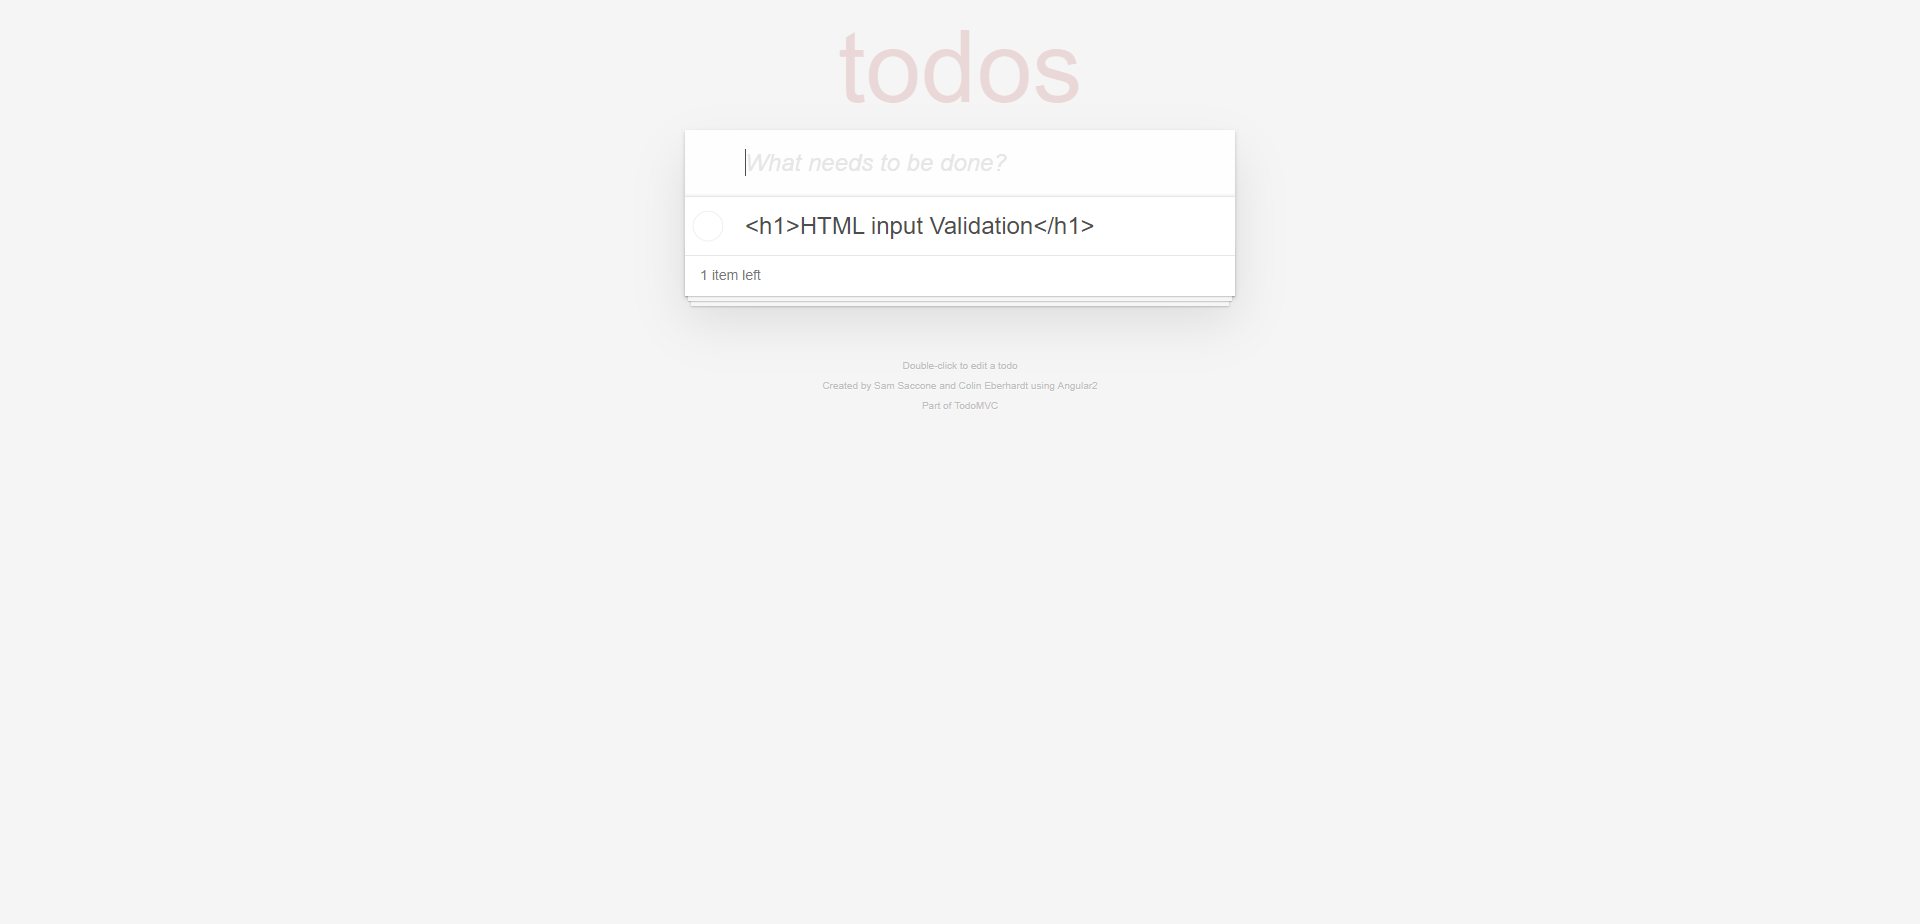 todos
What needs to be done?
<h1>HTML input Validation</h1>
1 item left
Double-click to edit a todo
Created by Sam Saccone and Colin Eberhardt using Angular2
Part of TodoMVC